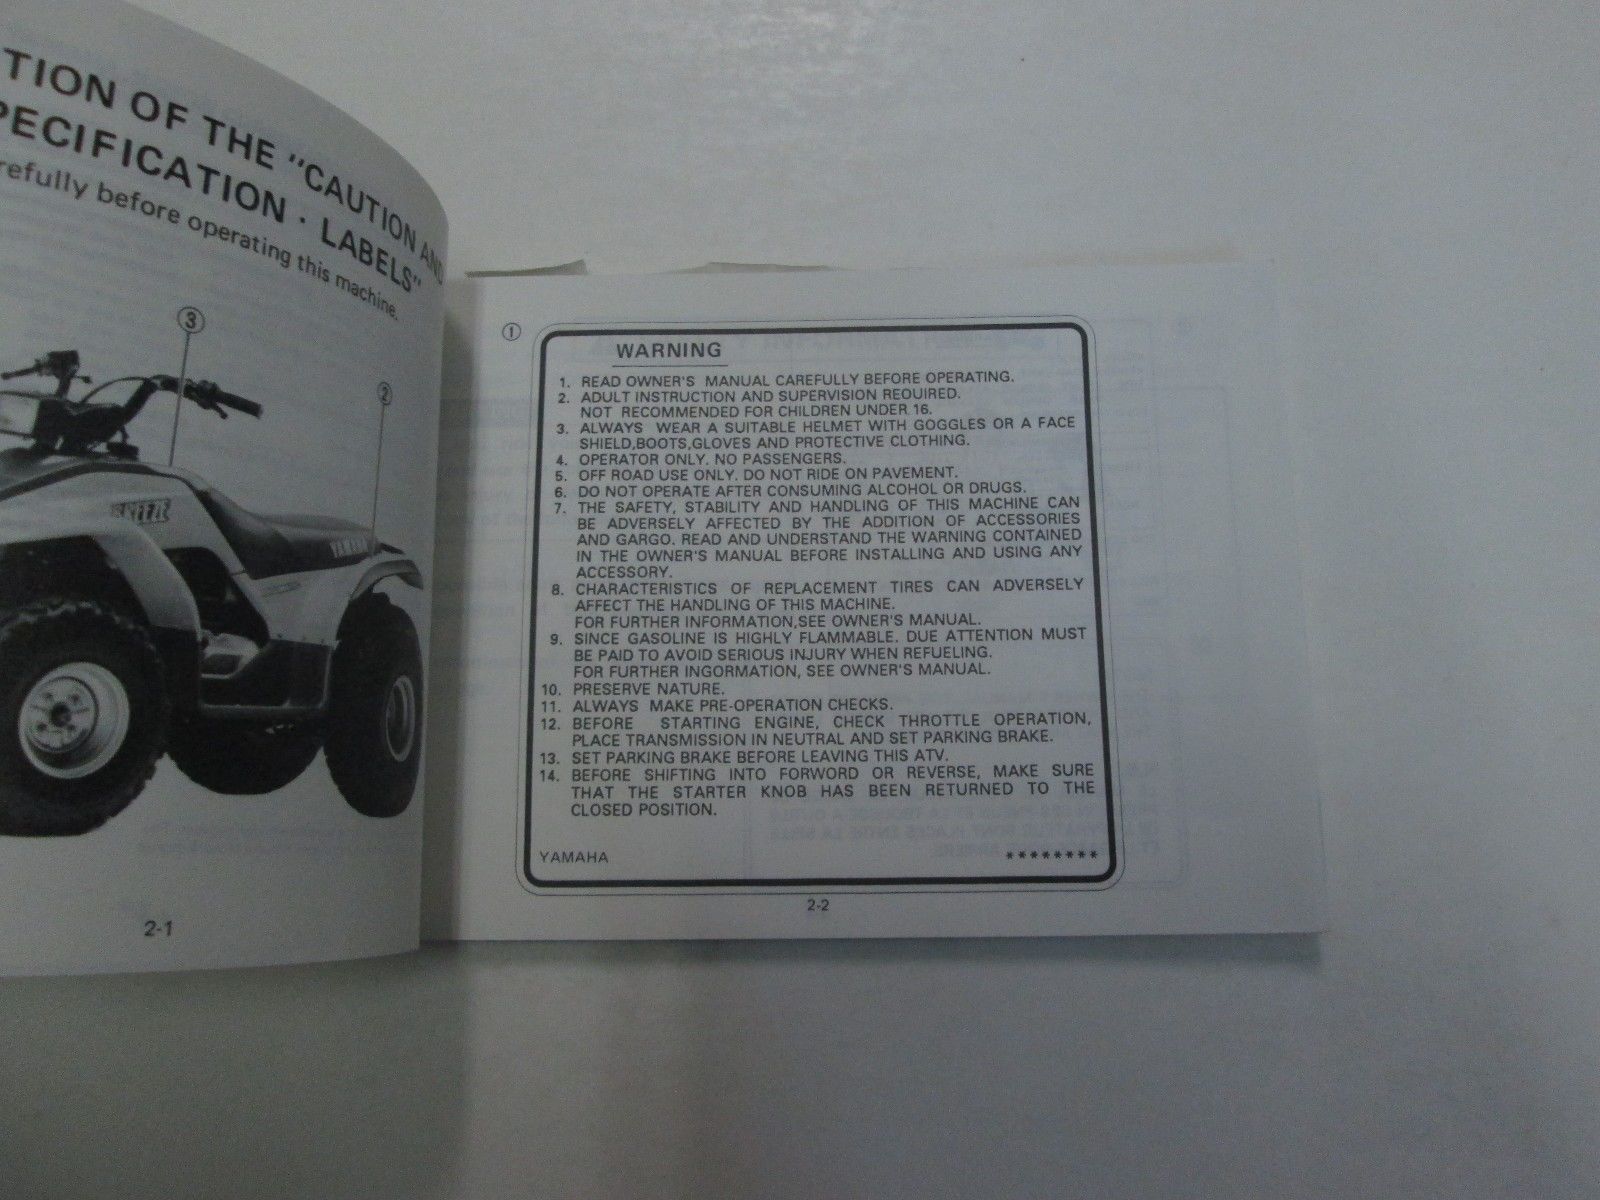 TION OF THE "CAUTION AND
PECIFICATION · LABELS"
refully before operating this machine.
③
②
YAMAHA
2-1
①
WARNING
1. READ OWNER'S MANUAL CAREFULLY BEFORE OPERATING.
2. ADULT INSTRUCTION AND SUPERVISION REQUIRED.
NOT RECOMMENDED FOR CHILDREN UNDER 16.
3. ALWAYS WEAR A SUITABLE HELMET WITH GOGGLES OR A FACE
SHIELD,BOOTS,GLOVES AND PROTECTIVE CLOTHING.
4. OPERATOR ONLY. NO PASSENGERS.
5. OFF ROAD USE ONLY. DO NOT RIDE ON PAVEMENT.
6. DO NOT OPERATE AFTER CONSUMING ALCOHOL OR DRUGS.
7. THE SAFETY, STABILITY AND HANDLING OF THIS MACHINE CAN
BE ADVERSELY AFFECTED BY THE ADDITION OF ACCESSORIES
AND GARGO. READ AND UNDERSTAND THE WARNING CONTAINED
IN THE OWNER'S MANUAL BEFORE INSTALLING AND USING ANY
ACCESSORY.
8. CHARACTERISTICS OF REPLACEMENT TIRES CAN ADVERSELY
AFFECT THE HANDLING OF THIS MACHINE.
FOR FURTHER INFORMATION,SEE OWNER'S MANUAL.
9. SINCE GASOLINE IS HIGHLY FLAMMABLE. DUE ATTENTION MUST
BE PAID TO AVOID SERIOUS INJURY WHEN REFUELING.
FOR FURTHER INGORMATION, SEE OWNER'S MANUAL.
10. PRESERVE NATURE.
11. ALWAYS MAKE PRE-OPERATION CHECKS.
12. BEFORE STARTING ENGINE, CHECK THROTTLE OPERATION,
PLACE TRANSMISSION IN NEUTRAL AND SET PARKING BRAKE.
13. SET PARKING BRAKE BEFORE LEAVING THIS ATV.
14. BEFORE SHIFTING INTO FORWORD OR REVERSE, MAKE SURE
THAT THE STARTER KNOB HAS BEEN RETURNED TO THE
CLOSED POSITION.
YAMAHA ********
2-2